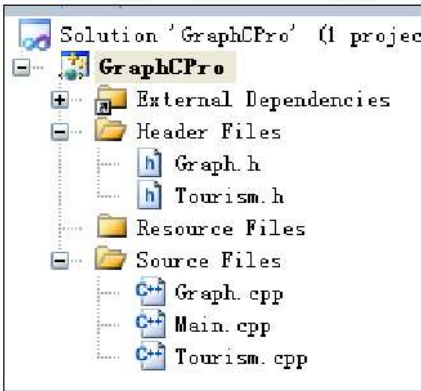 Solution 'GraphCPro' (1 projec
GraphCPro
External Dependencies
Header Files
Graph.h
Tourism.h
Resource Files
Source Files
Graph.cpp
Main.cpp
Tourism.cpp